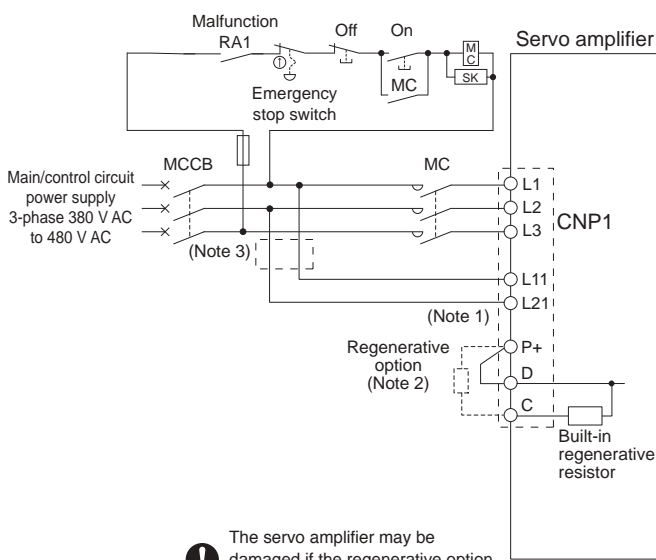 Malfunction
RA1
Off
On
Servo amplifier
MC
SK
MC
Emergency
stop switch
MCCB
MC
Main/control circuit
power supply
3-phase 380 V AC
to 480 V AC
L1
L2
L3
CNP1
(Note 3)
L11
L21
(Note 1)
Regenerative
option
(Note 2)
P+
D
C
Built-in
regenerative
resistor
The servo amplifier may be
damaged if the regenerative option